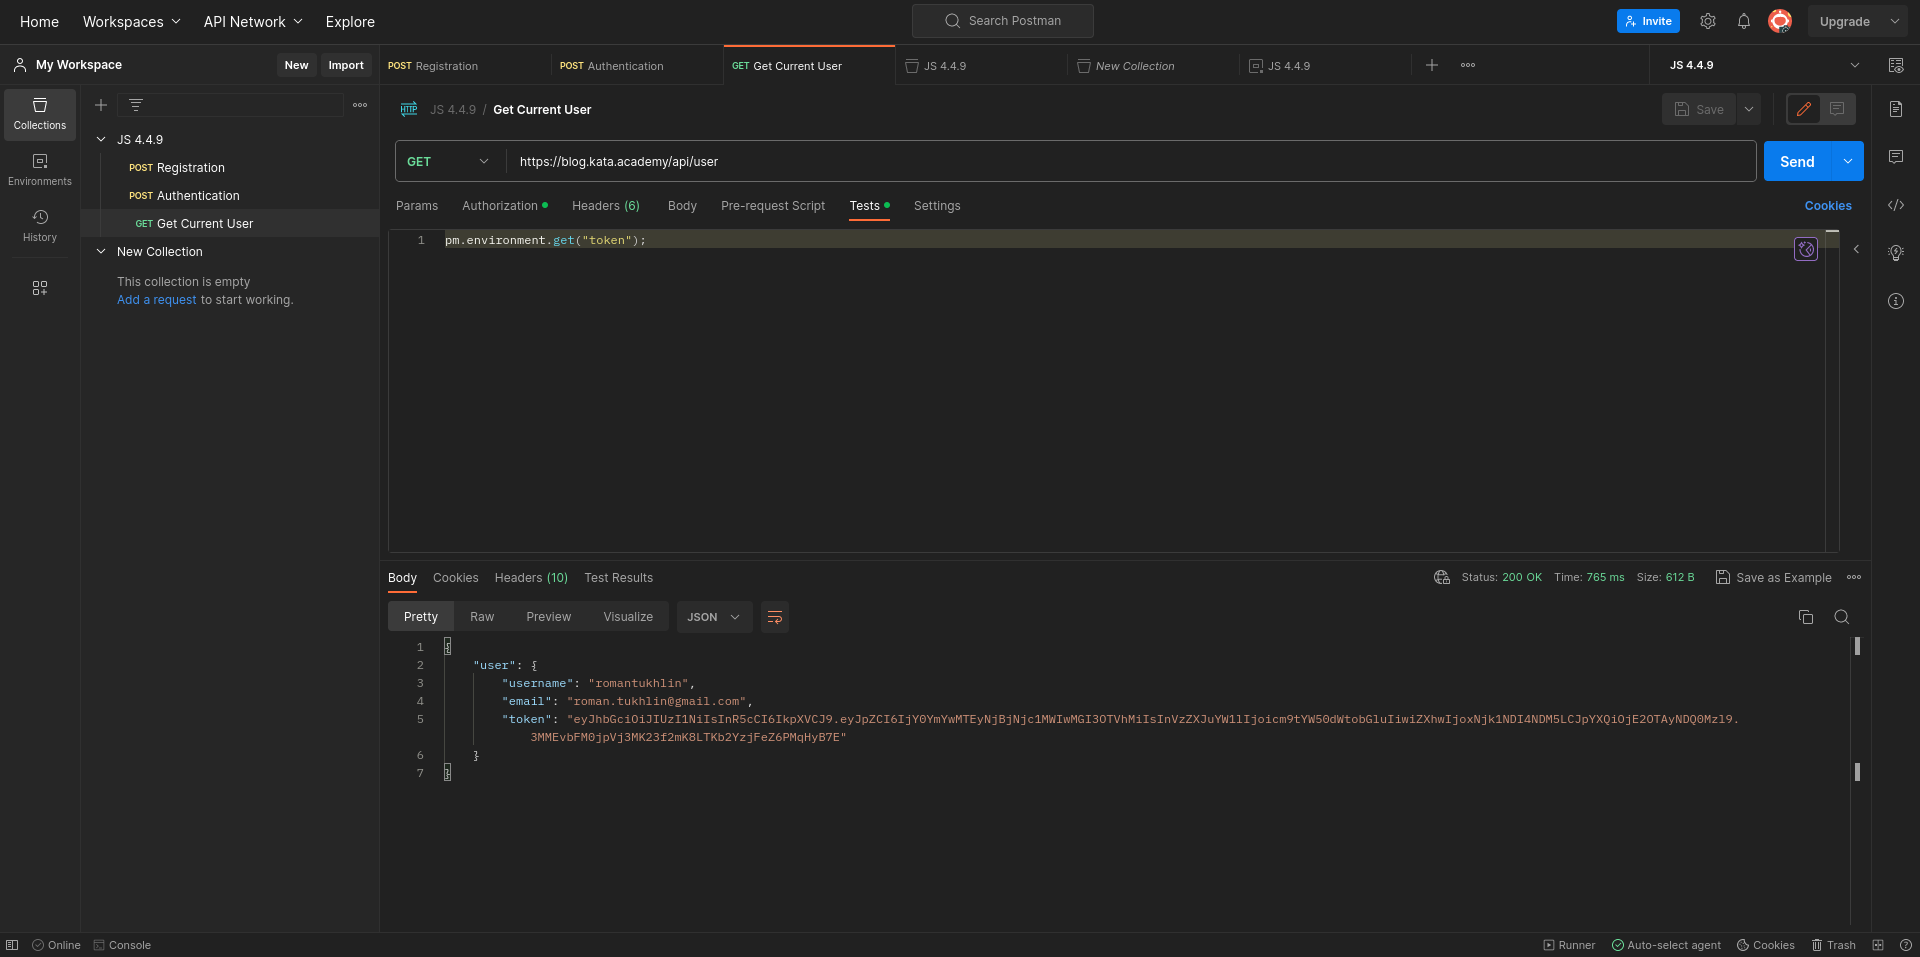 Home Workspaces API Network Explore Search Postman Invite Upgrade
My Workspace New Import POST Registration POST Authentication GET Get Current User JS 4.4.9 New Collection JS 4.4.9 JS 4.4.9
Collections
Environments
History
JS 4.4.9
POST Registration
POST Authentication
GET Get Current User
New Collection
This collection is empty
Add a request to start working.
HTTP JS 4.4.9 / Get Current User Save
GET https://blog.kata.academy/api/user Send
Params Authorization Headers (6) Body Pre-request Script Tests Settings Cookies
1 pm.environment.get("token");
Body Cookies Headers (10) Test Results Status: 200 OK Time: 765 ms Size: 612 B Save as Example
Pretty Raw Preview Visualize JSON
1 {
2 "user": {
3 "username": "romantukhlin",
4 "email": "roman.tukhlin@gmail.com",
5 "token": "eyJhbGciOiJIUzI1NiIsInR5cCI6IkpXVCJ9.eyJpZCI6IjY0YmYwMTEyNjBjNjc1MWIwMGI3OTVhMiIsInVzZXJuYW1lIjoicm9tYW50dWtobGluIiwiZXhwIjoxNjk1NDI4NDM5LCJpYXQiOjE2OTAyNDQ0Mzl9.
3MMEvbFM0jpVj3MK23f2mK8LTKb2YzjFeZ6PMqHyB7E"
6 }
7 }
Online Console Runner Auto-select agent Cookies Trash